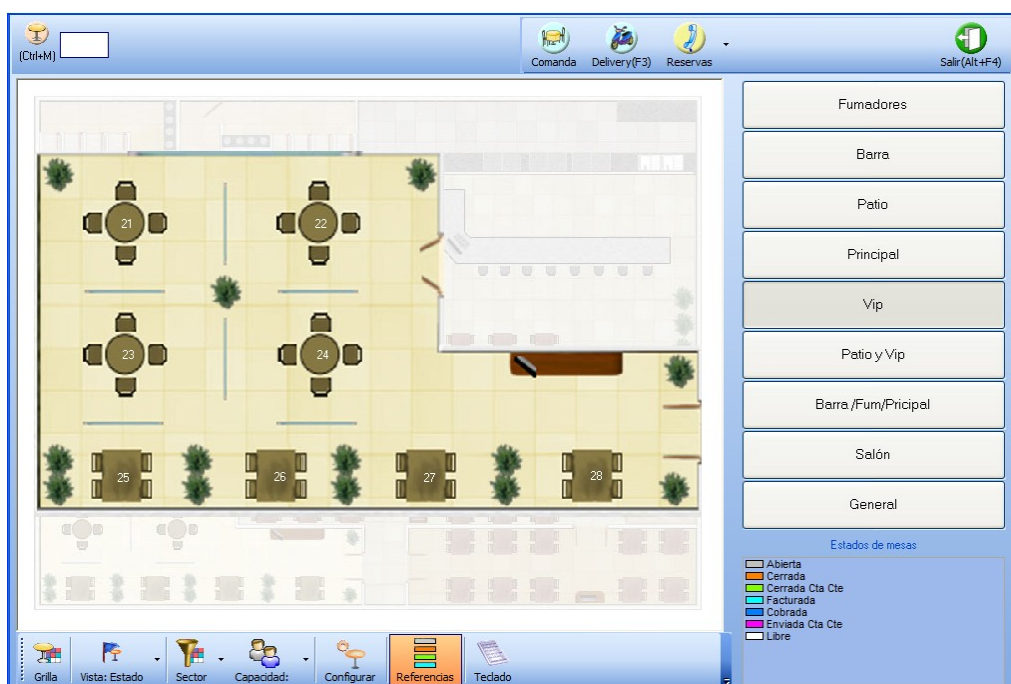 (Ctrl+M)
Comanda
Delivery(F3)
Reservas
Salir(Alt+F4)
Fumadores
Barra
Patio
Principal
Vip
Patio y Vip
Barra /Fum/Pricipal
Salón
General
21
22
23
24
25
26
27
28
Estados de mesas
Abierta
Cerrada
Cerrada Cta Cte
Facturada
Cobrada
Enviada Cta Cte
Libre
Grilla
Vista: Estado
Sector
Capacidad:
Configurar
Referencias
Teclado